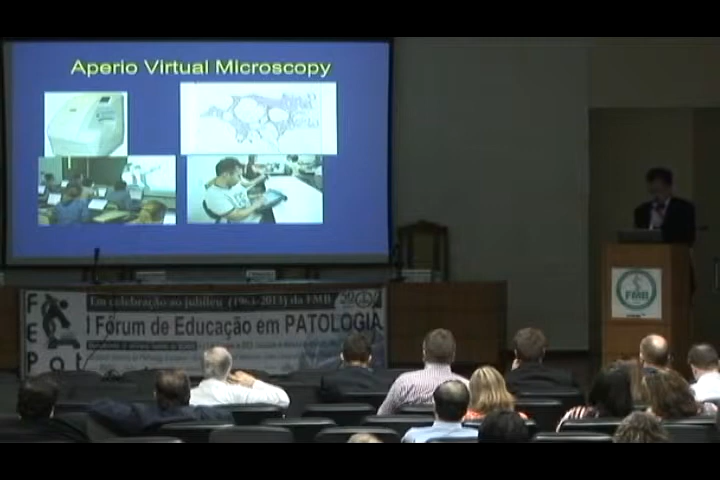 Aperio Virtual Microscopy
Em celebração ao jubileu (1963-2013) da FMB
I Fórum de Educação em PATOLOGIA
F
E
P
o t
FMB